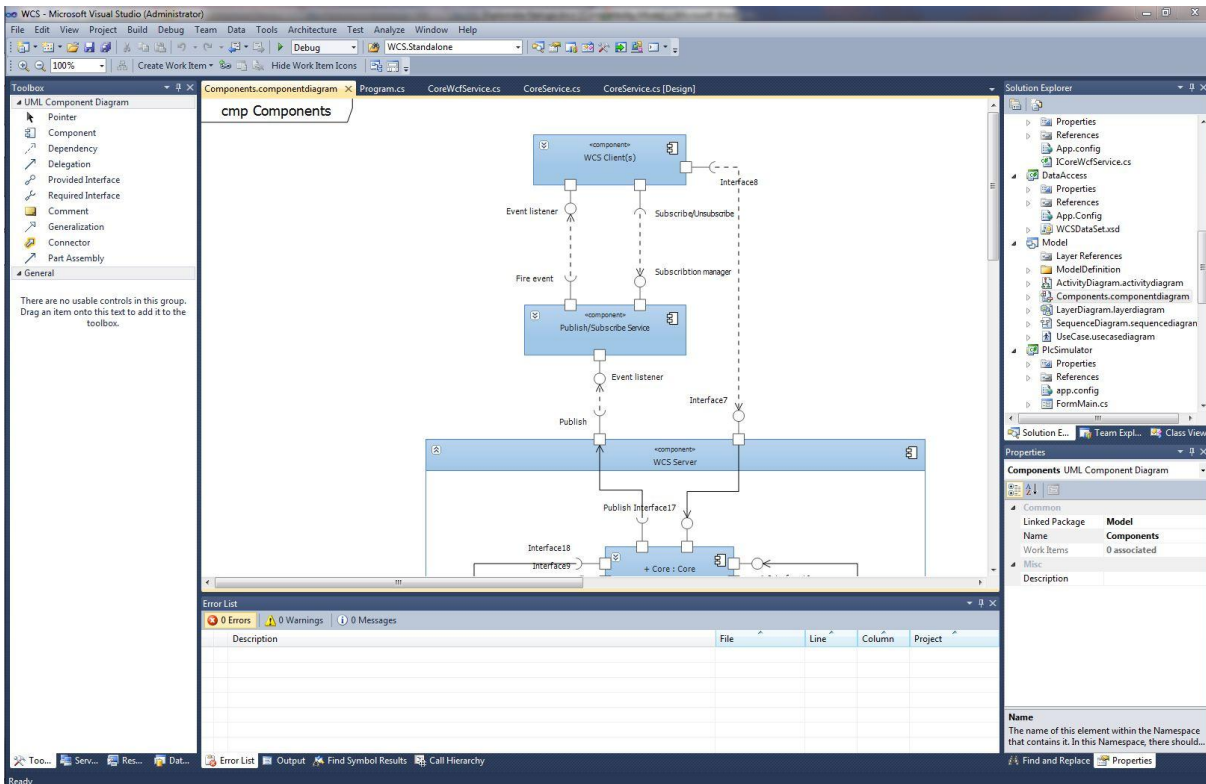 WCS - Microsoft Visual Studio (Administrator)
File Edit View Project Build Debug Team Data Tools Architecture Test Analyze Window Help
Debug WCS.Standalone
100% Create Work Item Hide Work Item Icons
Toolbox
UML Component Diagram
Pointer
Component
Dependency
Delegation
Provided Interface
Required Interface
Comment
Generalization
Connector
Part Assembly
General
There are no usable controls in this group.
Drag an item onto this text to add it to the
toolbox.
Components.componentdiagram Program.cs CoreWcfService.cs CoreService.cs CoreService.cs [Design]
cmp Components
«component»
WCS Client(s)
Interface8
Event listener
Subscribe/Unsubscribe
Fire event
Subscribtion manager
«component»
Publish/Subscribe Service
Event listener
Interface7
Publish
«component»
WCS Server
Publish Interface17
Interface18
Interface9
+ Core : Core
Error List
0 Errors 0 Warnings 0 Messages
Description File Line Column Project
Solution Explorer
Properties
References
App.config
ICoreWcfService.cs
DataAccess
Properties
References
App.Config
WCSDataSet.xsd
Model
Layer References
ModelDefinition
ActivityDiagram.activitydiagram
Components.componentdiagram
LayerDiagram.layerdiagram
SequenceDiagram.sequencediagran
UseCase.usecasediagram
PlcSimulator
Properties
References
app.config
FormMain.cs
Solution E... Team Expl... Class View
Properties
Components UML Component Diagram
Common
Linked Package Model
Name Components
Work Items 0 associated
Misc
Description
Name
The name of this element within the Namespace
that contains it. In this Namespace, there should...
Too... Serv... Res... Dat... Error List Output Find Symbol Results Call Hierarchy Find and Replace Properties
Ready